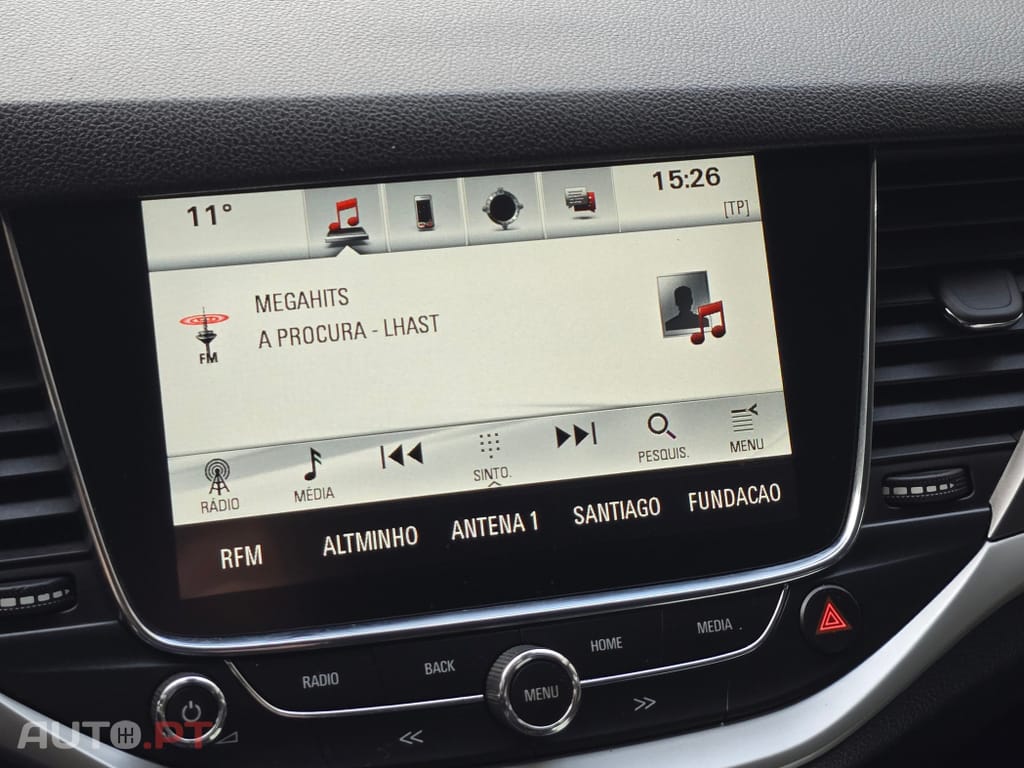 11°
15:26
[TP]
MEGAHITS
A PROCURA - LHAST
FM
RÁDIO
MÉDIA
SINTO.
PESQUIS.
MENU
RFM
ALTMINHO
ANTENA 1
SANTIAGO
FUNDACAO
RADIO
BACK
MENU
HOME
MEDIA
AUTO.PT